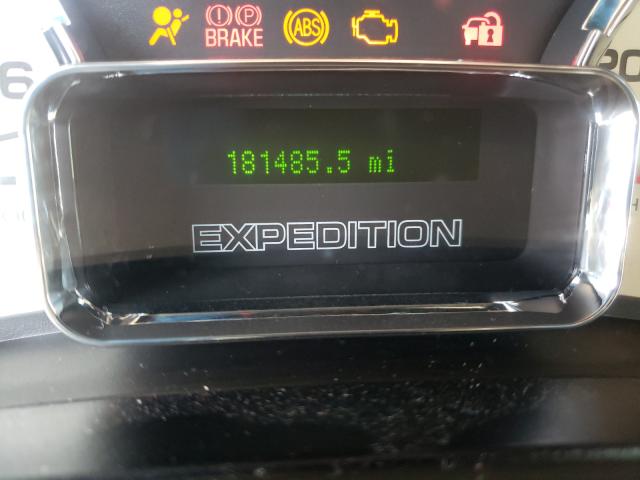 BRAKE
ABS
181485.5 mi
EXPEDITION